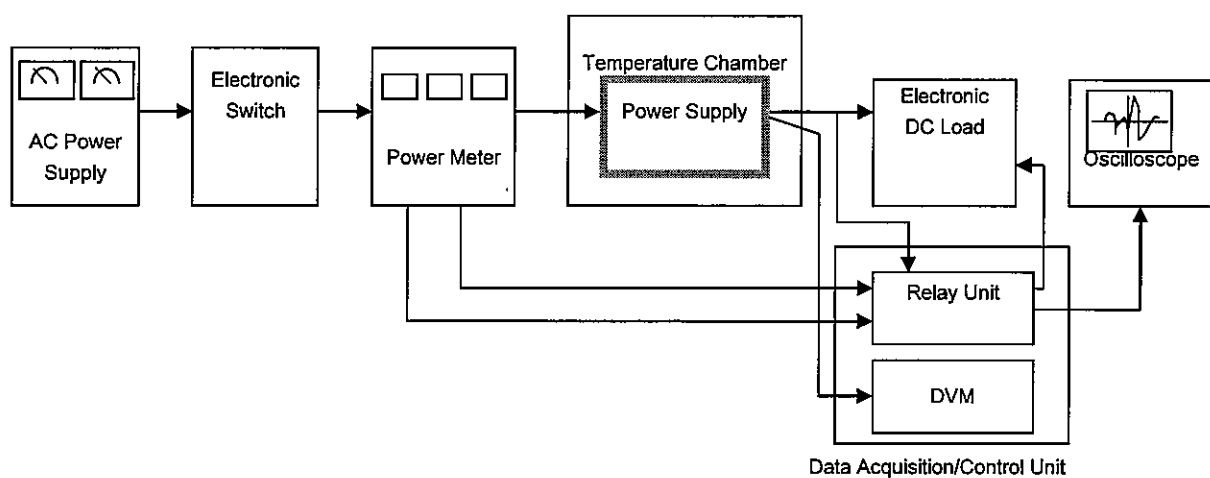 AC Power
Supply
Electronic
Switch
Power Meter
Temperature Chamber
Power Supply
Electronic
DC Load
Oscilloscope
Relay Unit
DVM
Data Acquisition/Control Unit